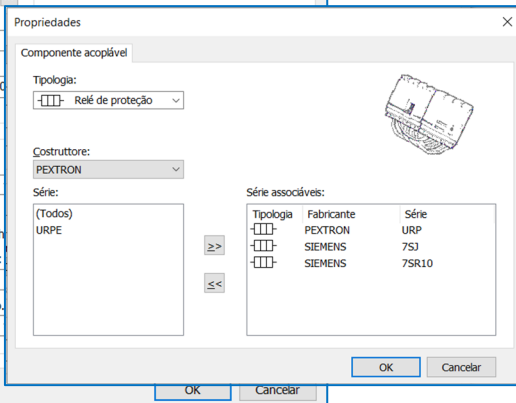 Propriedades
Componente acoplável
Tipologia:
Relé de proteção
Costruttore:
PEXTRON
Série:
Série associáveis:
(Todos)
URPE
>>
<<
Tipologia Fabricante Série
PEXTRON URP
SIEMENS 7SJ
SIEMENS 7SR10
OK Cancelar
OK Cancelar